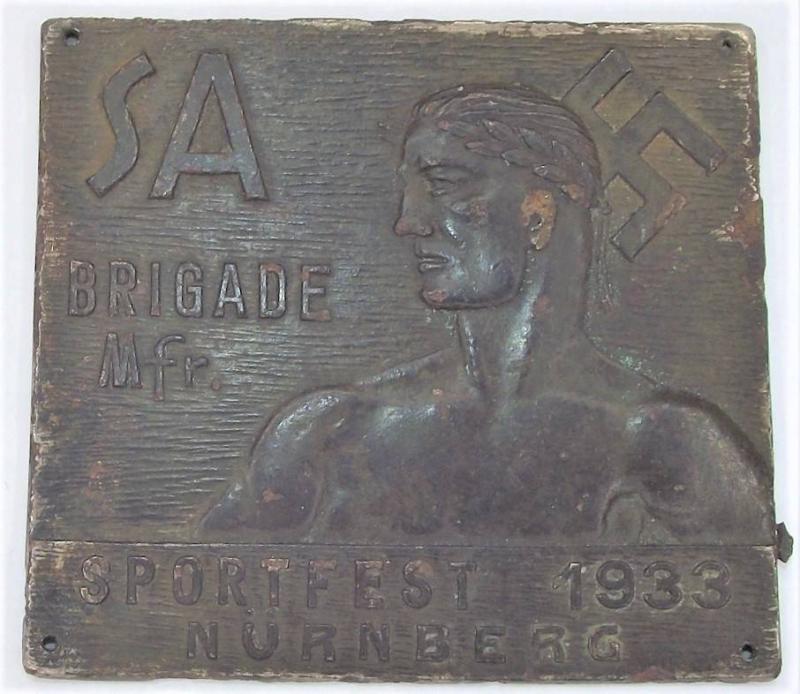 SA
BRIGADE
Mfr.
SPORTFEST 1933
NÜRNBERG